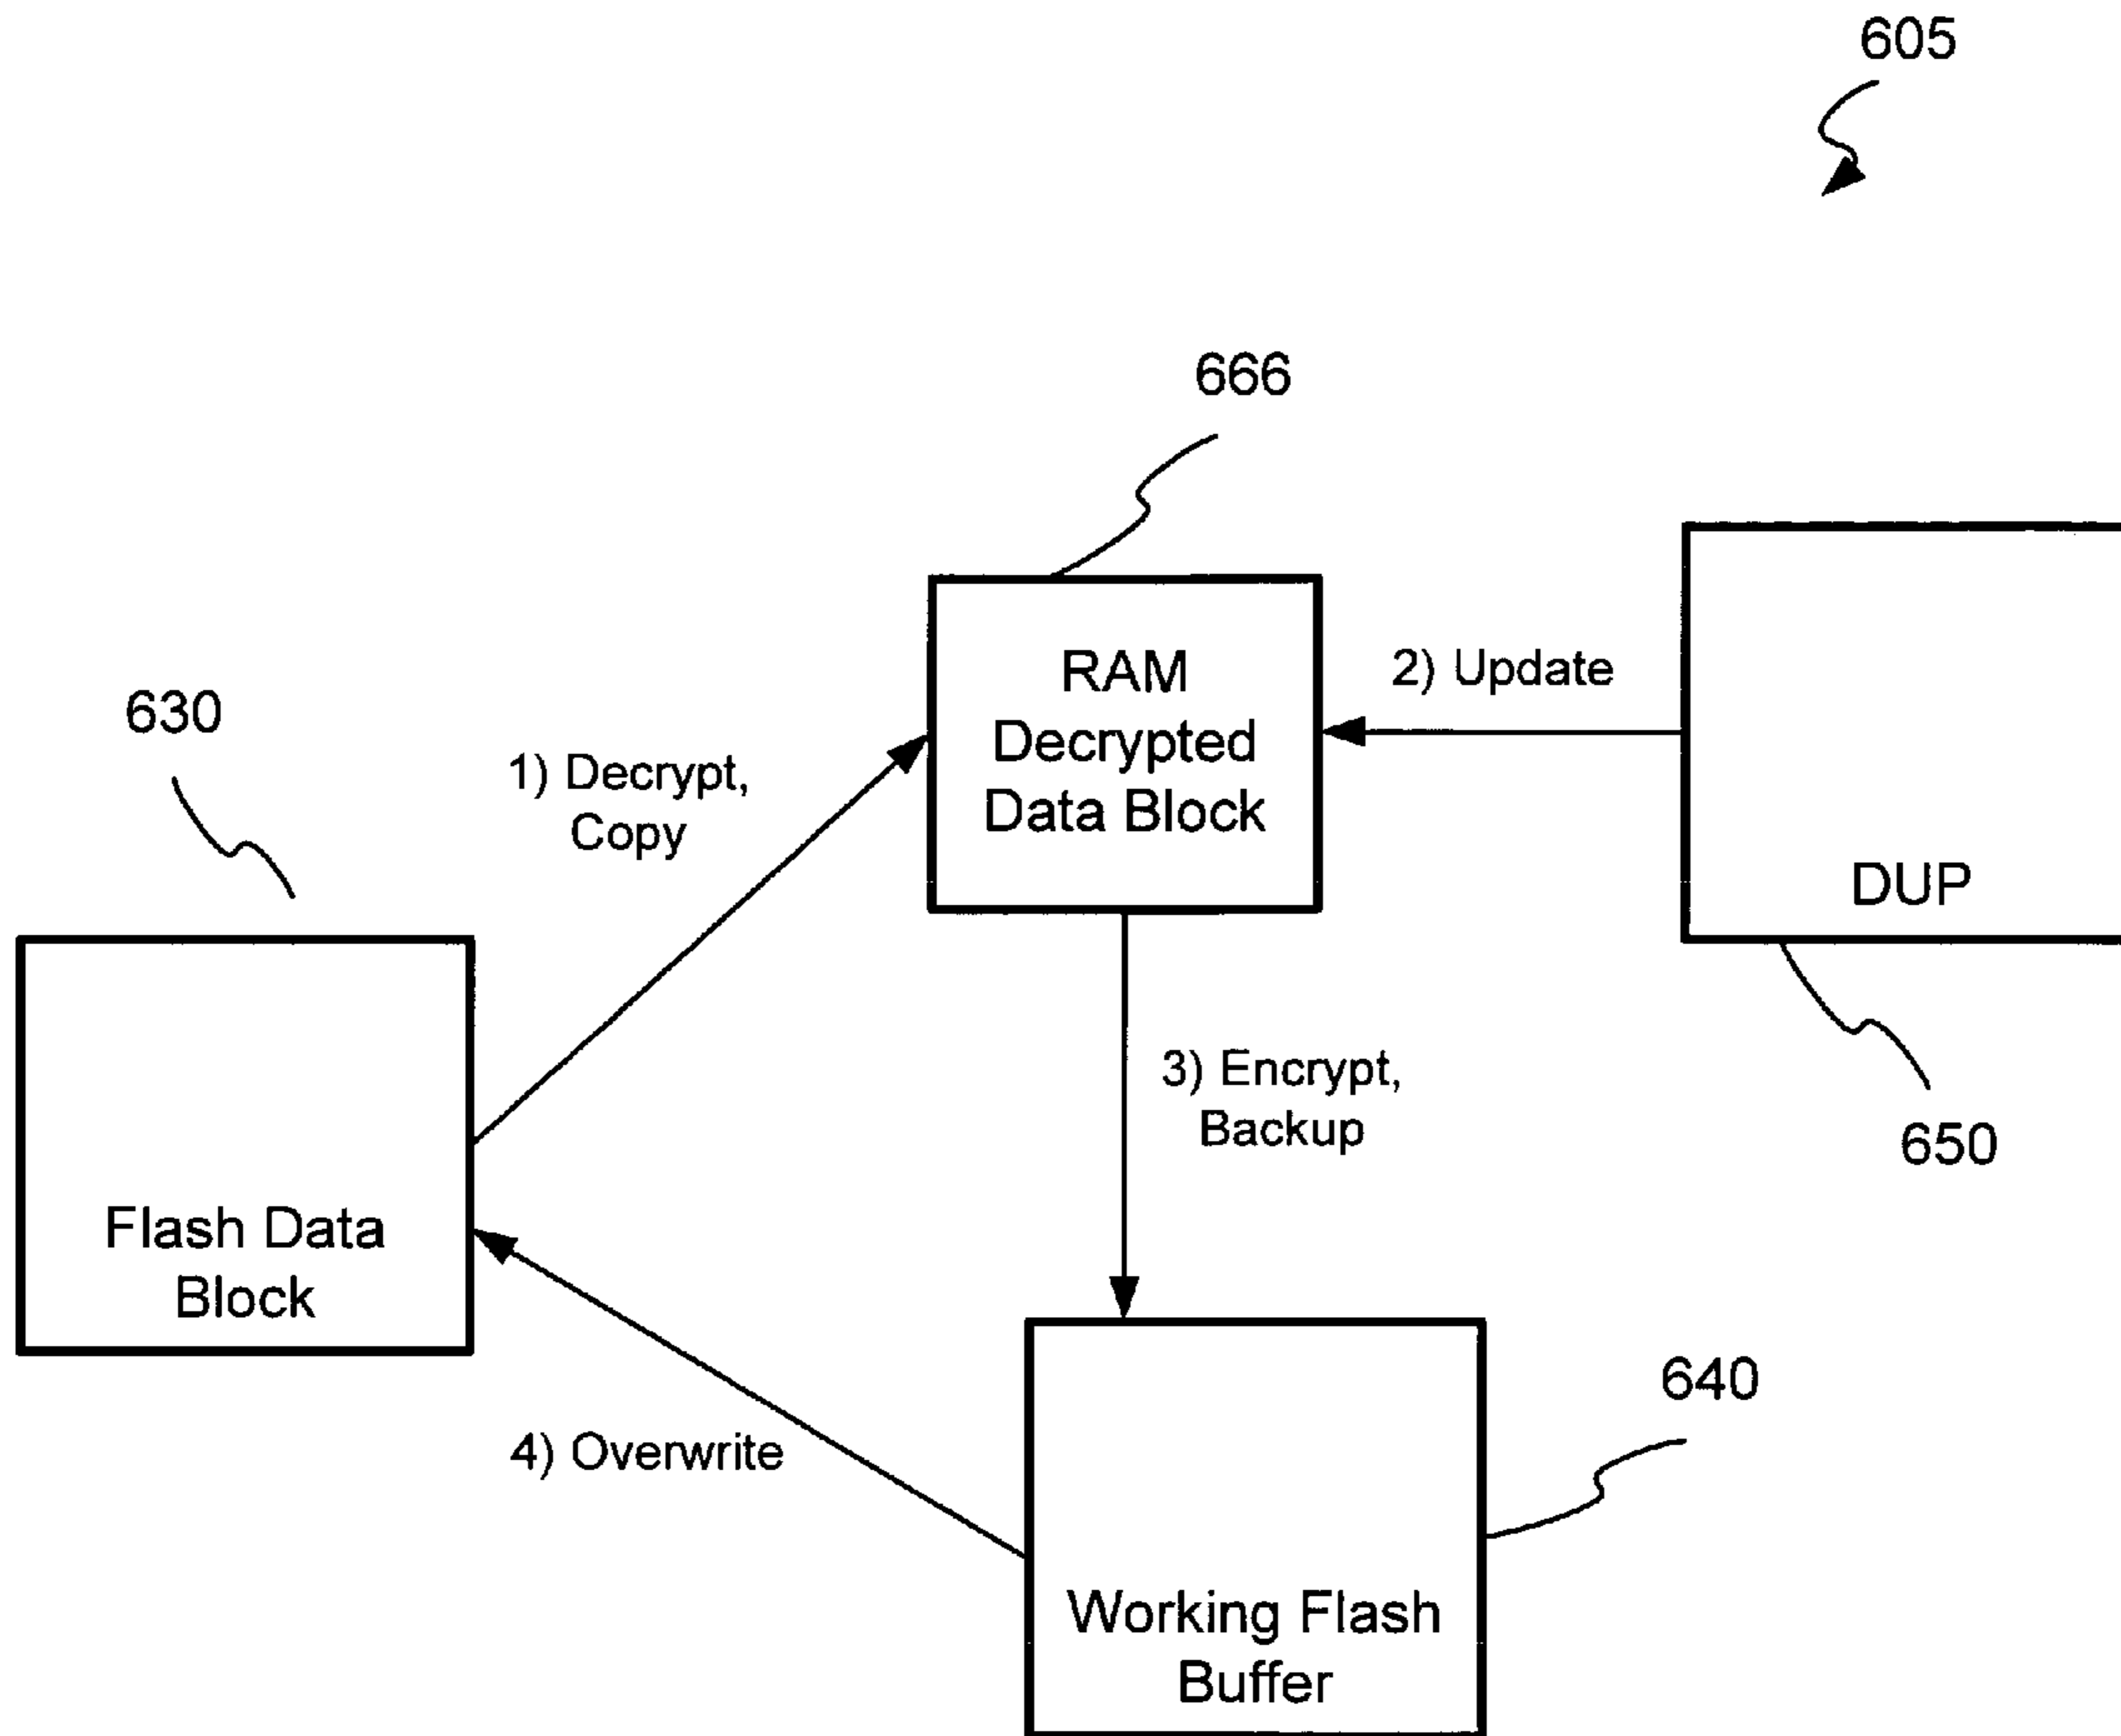 605
666
RAM
Decrypted
Data Block
2) Update
DUP
630
1) Decrypt,
Copy
3) Encrypt,
Backup
650
Flash Data
Block
640
4) Overwrite
Working Flash
Buffer